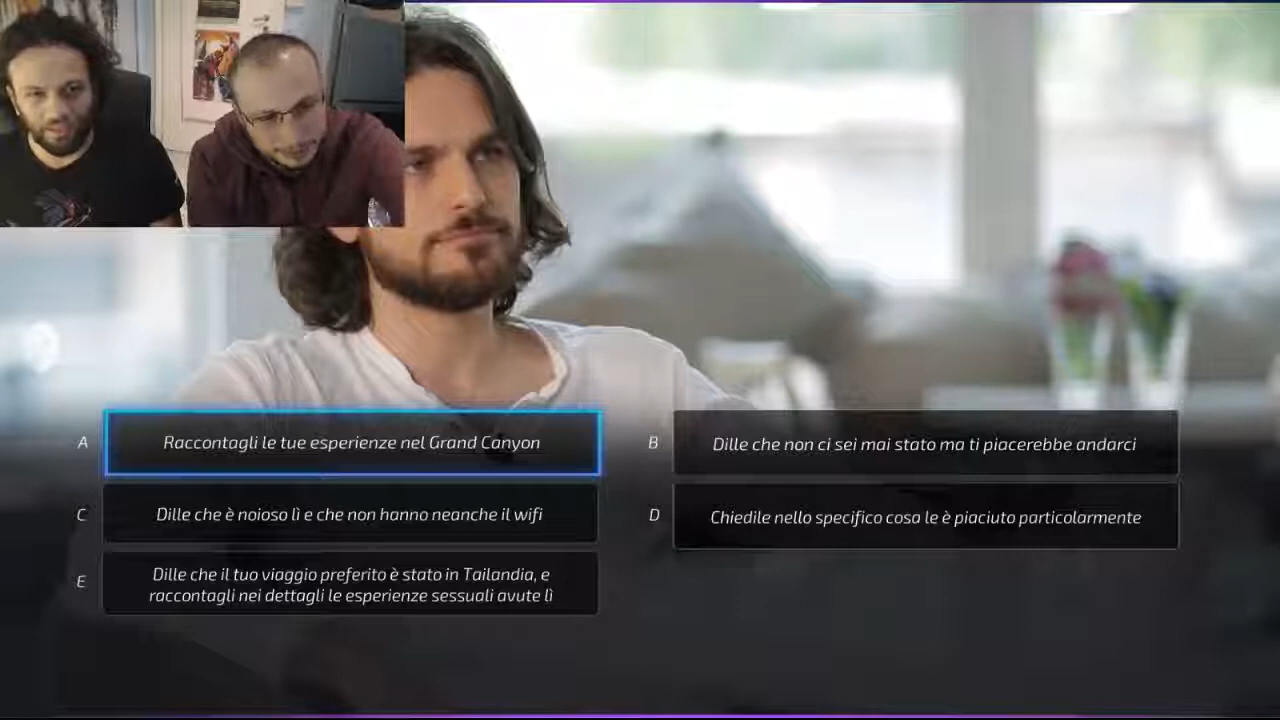 A Raccontagli le tue esperienze nel Grand Canyon
B Dille che non ci sei mai stato ma ti piacerebbe andarci
C Dille che è noioso lì e che non hanno neanche il wifi
D Chiedile nello specifico cosa le è piaciuto particolarmente
E Dille che il tuo viaggio preferito è stato in Tailandia, e
raccontagli nei dettagli le esperienze sessuali avute lì